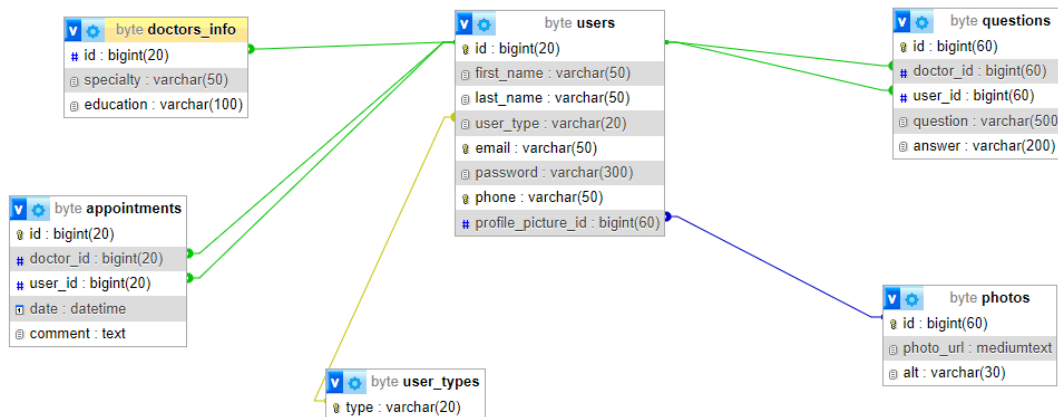 byte doctors_info
id : bigint(20)
specialty : varchar(50)
education : varchar(100)
byte users
id : bigint(20)
first_name : varchar(50)
last_name : varchar(50)
user_type : varchar(20)
email : varchar(50)
password : varchar(300)
phone : varchar(50)
profile_picture_id : bigint(60)
byte questions
id : bigint(60)
doctor_id : bigint(60)
user_id : bigint(60)
question : varchar(500
answer : varchar(200)
byte appointments
id : bigint(20)
doctor_id : bigint(20)
user_id : bigint(20)
date : datetime
comment : text
byte photos
id : bigint(60)
photo_url : mediumtext
alt : varchar(30)
byte user_types
type : varchar(20)